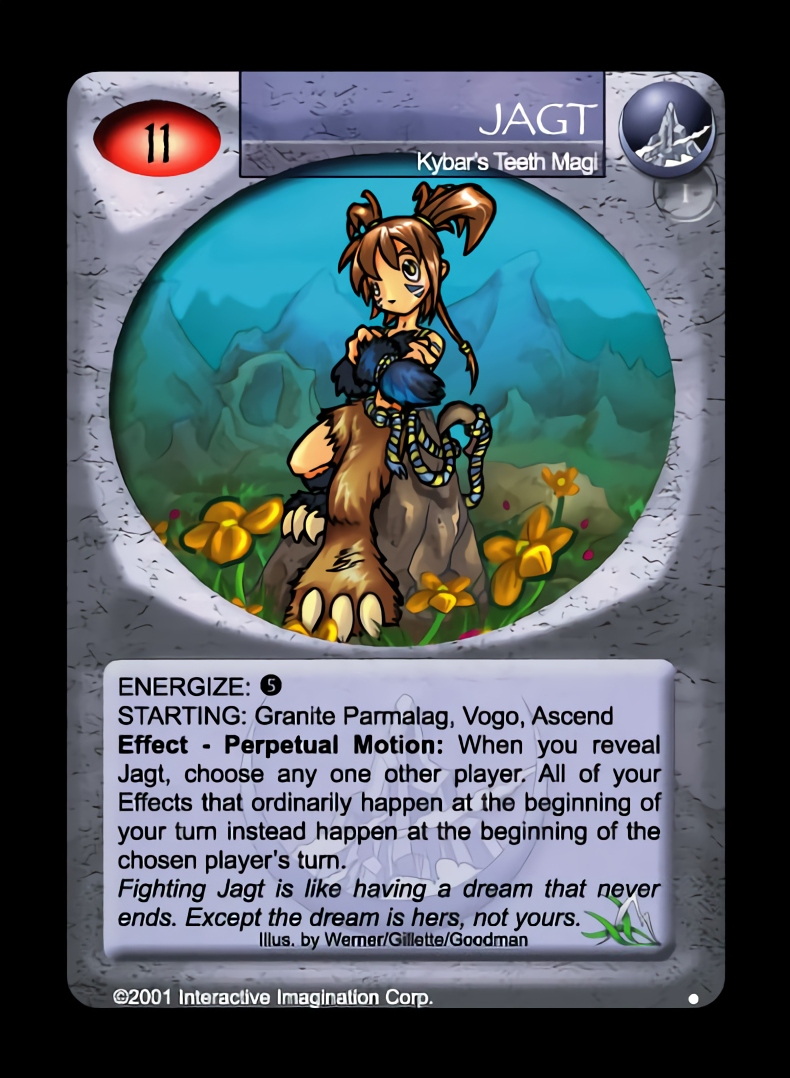 11
JAGT
Kybar's Teeth Magi
1
ENERGIZE: 5
STARTING: Granite Parmalag, Vogo, Ascend
Effect - Perpetual Motion: When you reveal
Jagt, choose any one other player. All of your
Effects that ordinarily happen at the beginning of
your turn instead happen at the beginning of the
chosen player's turn.
Fighting Jagt is like having a dream that never
ends. Except the dream is hers, not yours.
Illus. by Werner/Gillette/Goodman
©2001 Interactive Imagination Corp.